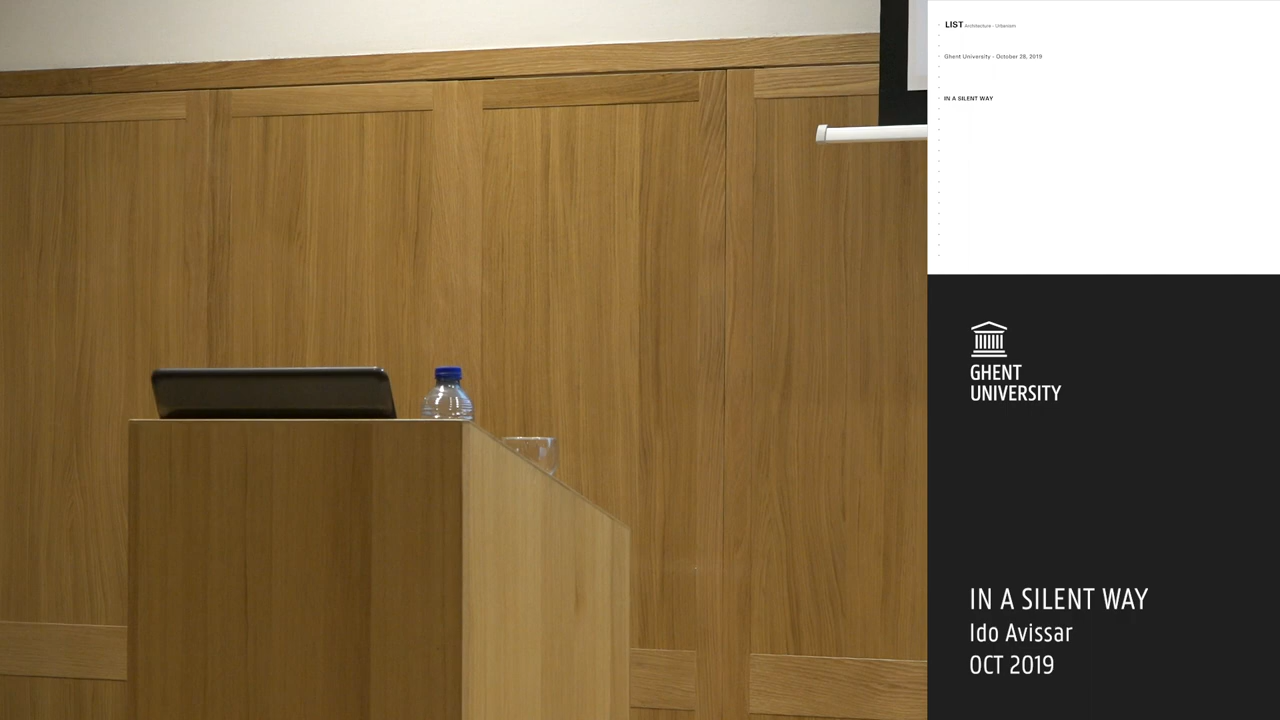 LIST Architecture - Urbanism
Ghent University - October 28, 2019
IN A SILENT WAY
GHENT
UNIVERSITY
IN A SILENT WAY
Ido Avissar
OCT 2019